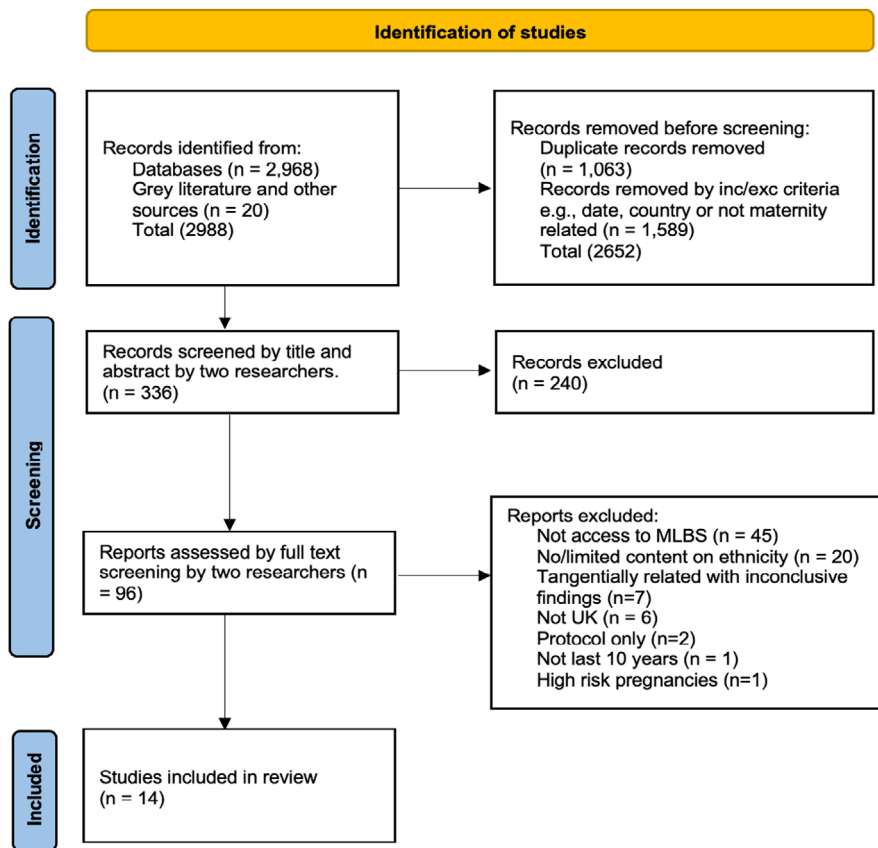 Identification of studies
Identification
Records identified from:
Databases (n = 2,968)
Grey literature and other
sources (n = 20)
Total (2988)
Records removed before screening:
Duplicate records removed
(n = 1,063)
Records removed by inc/exc criteria
e.g., date, country or not maternity
related (n = 1,589)
Total (2652)
Screening
Records screened by title and
abstract by two researchers.
(n = 336)
Records excluded
(n = 240)
Reports assessed by full text
screening by two researchers (n
= 96)
Reports excluded:
Not access to MLBS (n = 45)
No/limited content on ethnicity (n = 20)
Tangentially related with inconclusive
findings (n=7)
Not UK (n = 6)
Protocol only (n=2)
Not last 10 years (n = 1)
High risk pregnancies (n=1)
Included
Studies included in review
(n = 14)